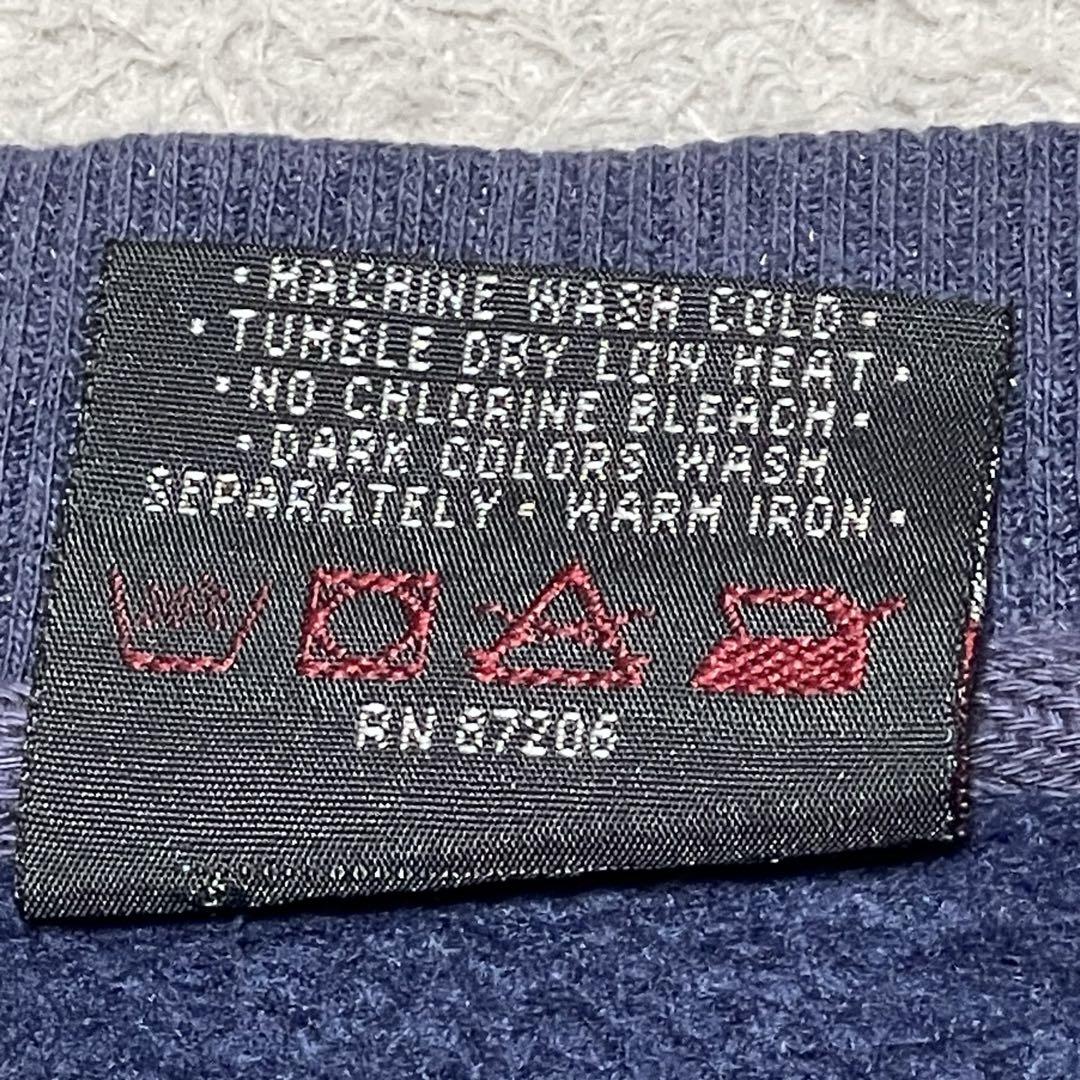 • MACHINE WASH COLD •
• TUMBLE DRY LOW HEAT •
• NO CHLORINE BLEACH •
• DARK COLORS WASH
SEPARATELY • WARM IRON •
RN 87206